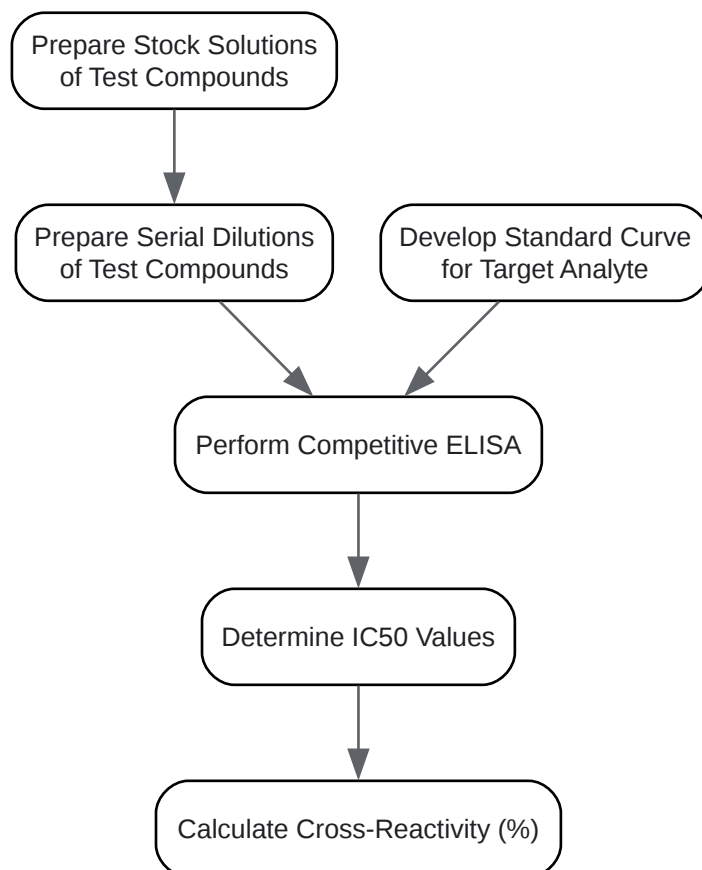 Prepare Stock Solutions
of Test Compounds
Prepare Serial Dilutions
of Test Compounds
Develop Standard Curve
for Target Analyte
Perform Competitive ELISA
Determine IC50 Values
Calculate Cross-Reactivity (%)